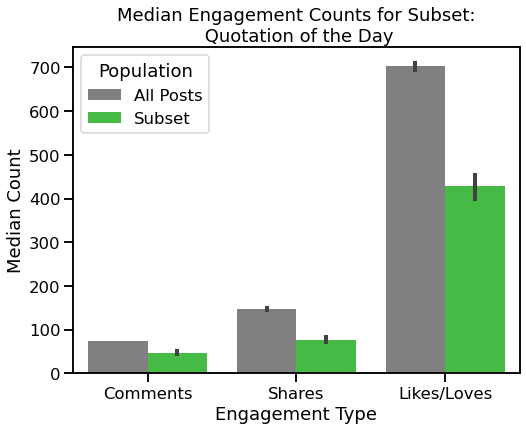 Median Engagement Counts for Subset:
Quotation of the Day
Population
All Posts
Subset
Median Count
700
600
500
400
300
200
100
0
Comments Shares Likes/Loves
Engagement Type